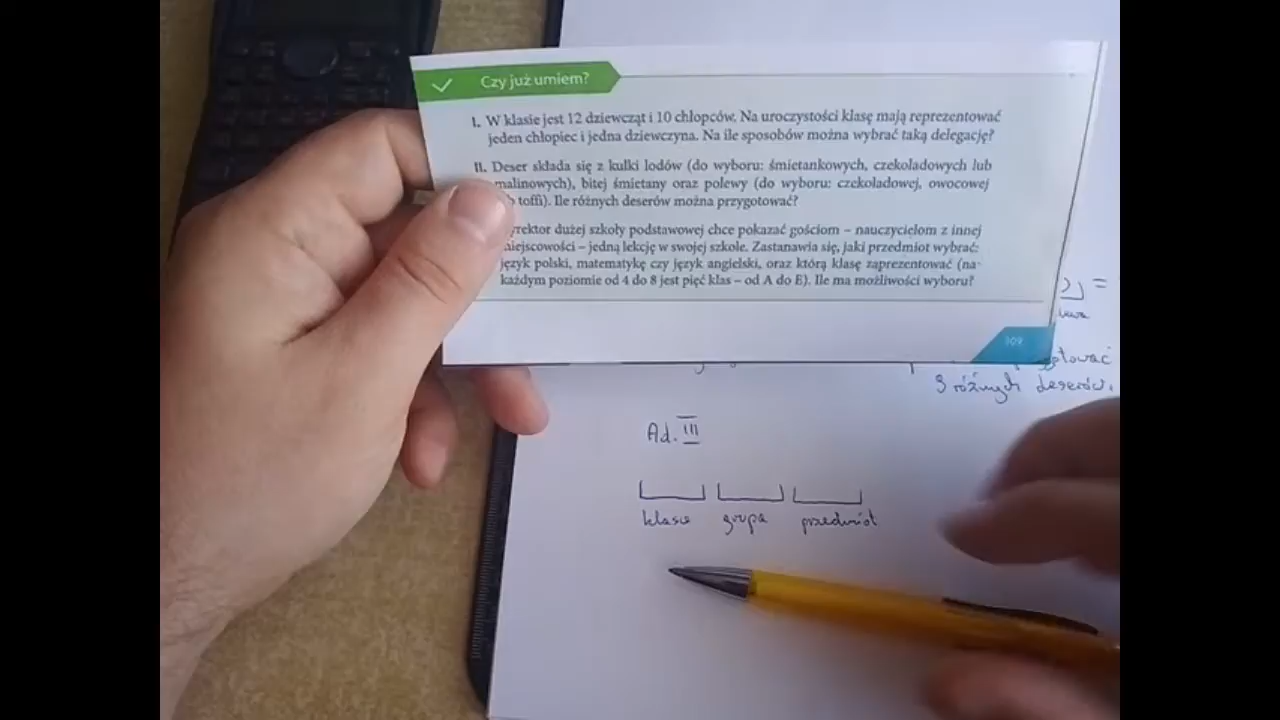 Czy już umiem?
I. W klasie jest 12 dziewcząt i 10 chłopców. Na uroczystości klasę mają reprezentować
jeden chłopiec i jedna dziewczyna. Na ile sposobów można wybrać taką delegację?
II. Deser składa się z kulki lodów (do wyboru: śmietankowych, czekoladowych lub
malinowych), bitej śmietany oraz polewy (do wyboru: czekoladowej, owocowej
toffi). Ile różnych deserów można przygotować?
rektor dużej szkoły podstawowej chce pokazać gościom – nauczycielom z innej
miejscowości – jedną lekcję w swojej szkole. Zastanawia się, jaki przedmiot wybrać:
język polski, matematykę czy język angielski, oraz którą klasę zaprezentować (na
każdym poziomie od 4 do 8 jest pięć klas – od A do E). Ile ma możliwości wyboru?
309
=
9 różnych deserów.
Ad. III
klasa grupa przedmiot